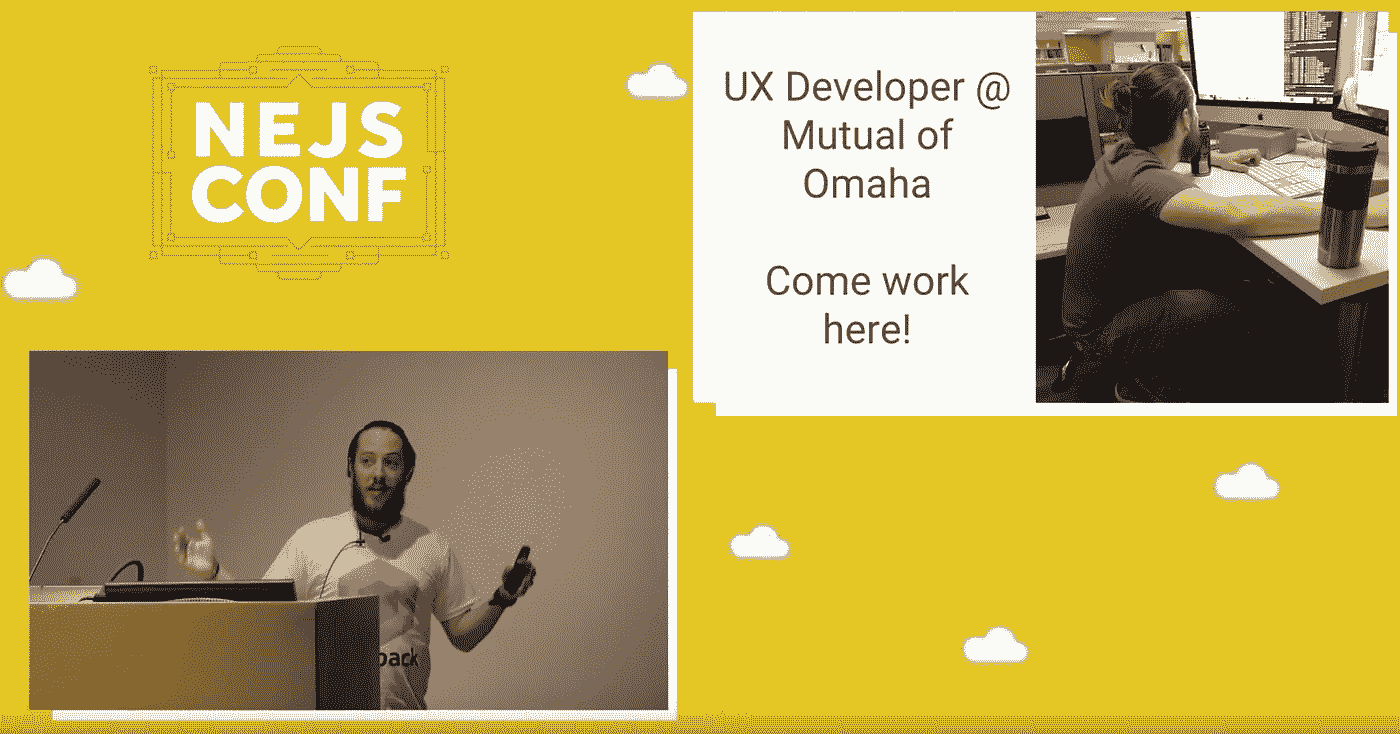 NEJS
CONF
UX Developer @
Mutual of
Omaha
Come work
here!
pack